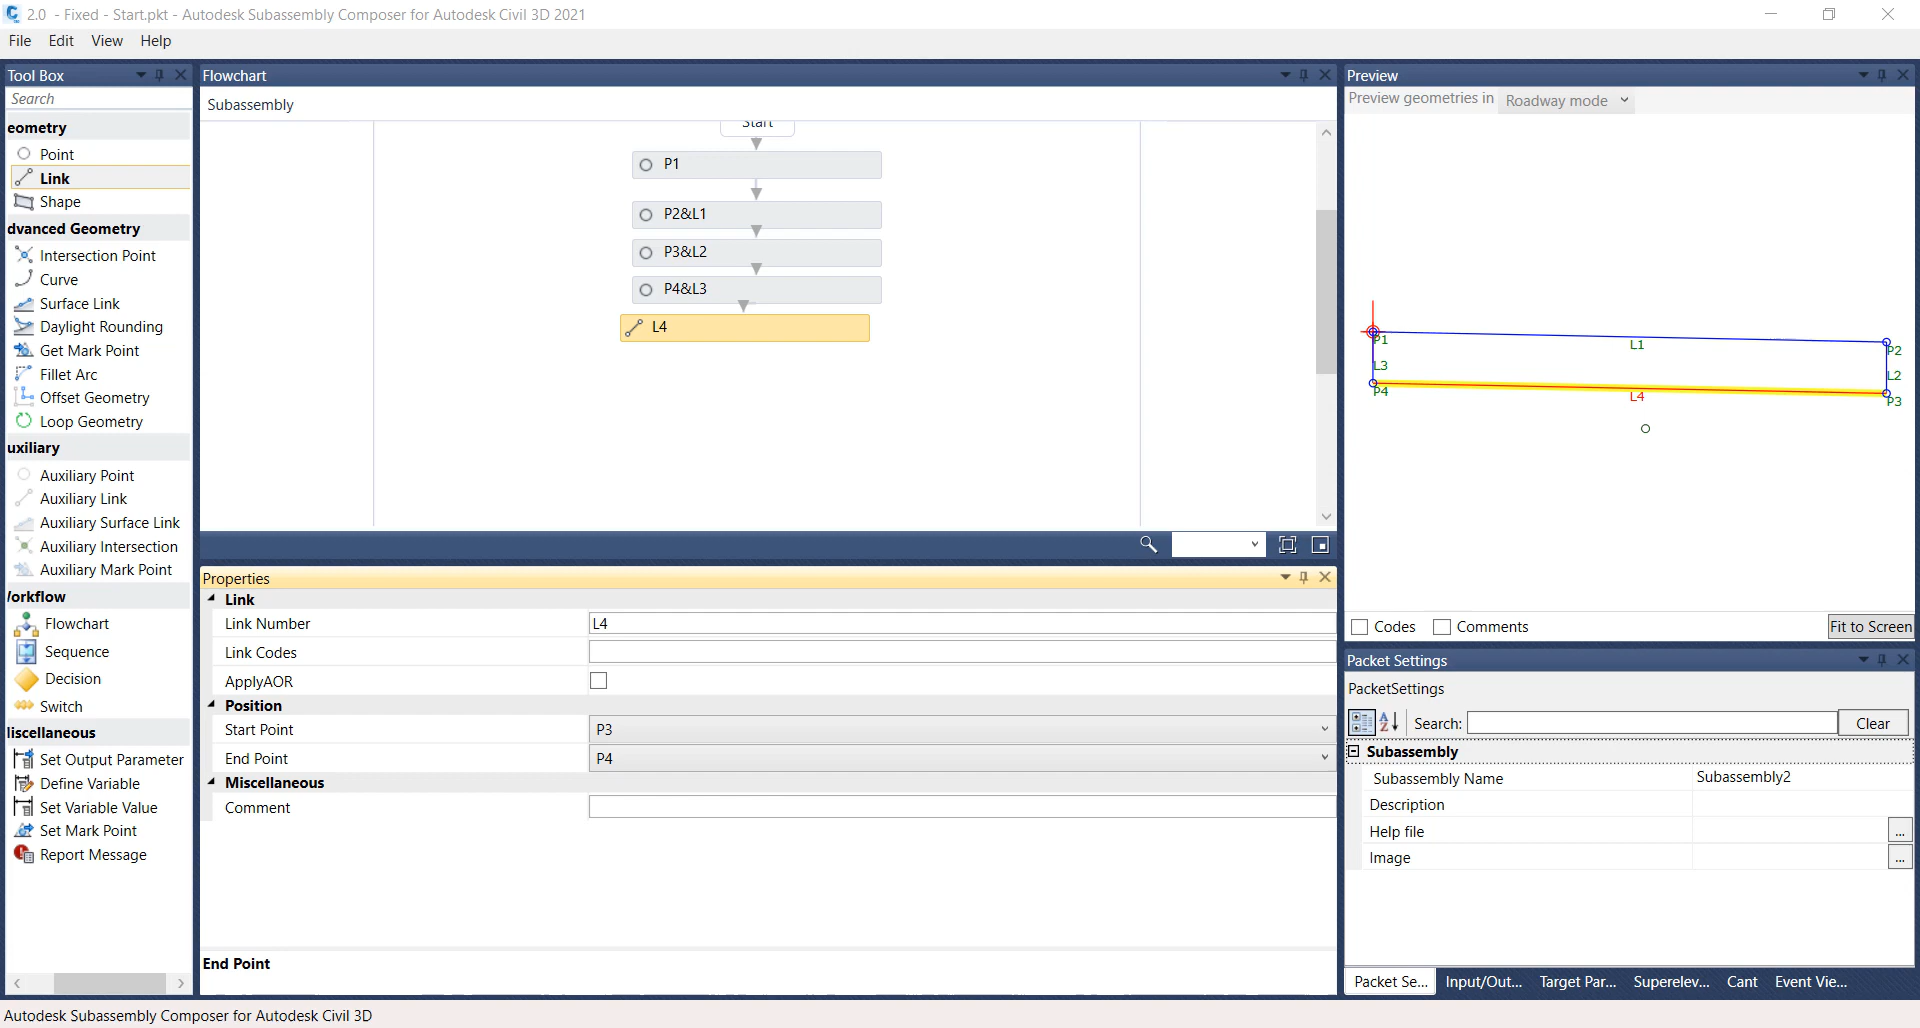 2.0 - Fixed - Start.pkt - Autodesk Subassembly Composer for Autodesk Civil 3D 2021
File Edit View Help
Tool Box
Search
eometry
Point
Link
Shape
dvanced Geometry
Intersection Point
Curve
Surface Link
Daylight Rounding
Get Mark Point
Fillet Arc
Offset Geometry
Loop Geometry
uxiliary
Auxiliary Point
Auxiliary Link
Auxiliary Surface Link
Auxiliary Intersection
Auxiliary Mark Point
/orkflow
Flowchart
Sequence
Decision
Switch
liscellaneous
Set Output Parameter
Define Variable
Set Variable Value
Set Mark Point
Report Message
Flowchart
Subassembly
Start
P1
P2&L1
P3&L2
P4&L3
L4
Properties
Link
Link Number L4
Link Codes
ApplyAOR
Position
Start Point P3
End Point P4
Miscellaneous
Comment
End Point
Preview
Preview geometries in Roadway mode
P1
L1
P2
L3
L2
P4
L4
P3
Codes Comments Fit to Screen
Packet Settings
PacketSettings
Search: Clear
Subassembly
Subassembly Name Subassembly2
Description
Help file ...
Image ...
Packet Se... Input/Out... Target Par... Superelev... Cant Event Vie...
Autodesk Subassembly Composer for Autodesk Civil 3D